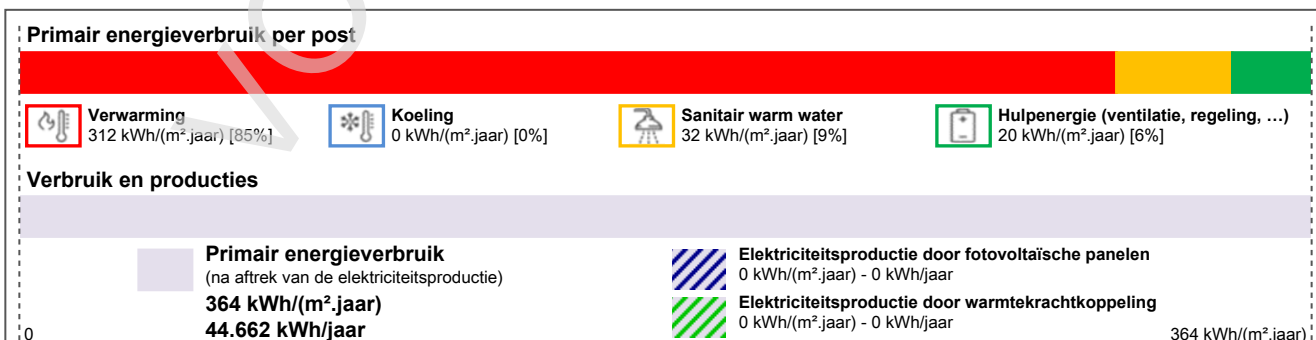 Primair energieverbruik per post
Verwarming
312 kWh/(m².jaar) [85%]
Koeling
0 kWh/(m².jaar) [0%]
Sanitair warm water
32 kWh/(m².jaar) [9%]
Hulpenergie (ventilatie, regeling, …)
20 kWh/(m².jaar) [6%]
Verbruik en producties
Primair energieverbruik
(na aftrek van de elektriciteitsproductie)
364 kWh/(m².jaar)
44.662 kWh/jaar
Elektriciteitsproductie door fotovoltaïsche panelen
0 kWh/(m².jaar) - 0 kWh/jaar
Elektriciteitsproductie door warmtekrachtkoppeling
0 kWh/(m².jaar) - 0 kWh/jaar
0
364 kWh/(m².jaar)